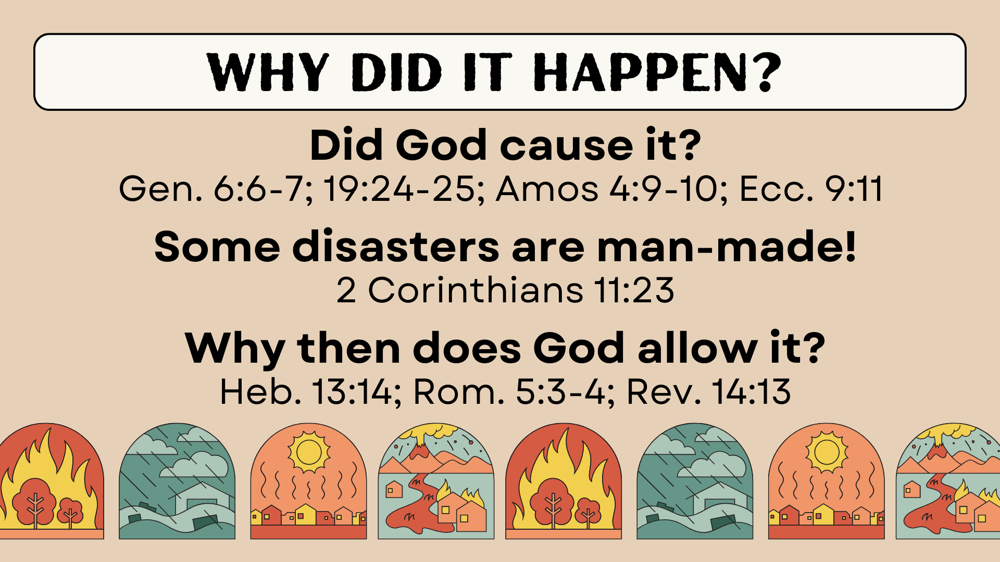 WHY DID IT HAPPEN?
Did God cause it?
Gen. 6:6-7; 19:24-25; Amos 4:9-10; Ecc. 9:11
Some disasters are man-made!
2 Corinthians 11:23
Why then does God allow it?
Heb. 13:14; Rom. 5:3-4; Rev. 14:13